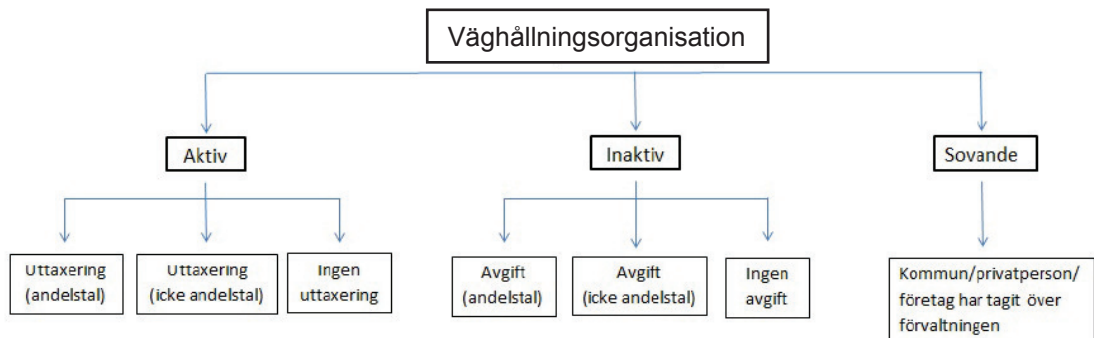 Väghållningsorganisation
Aktiv
Inaktiv
Sovande
Uttaxering
(andelstal)
Uttaxering
(icke andelstal)
Ingen
uttaxering
Avgift
(andelstal)
Avgift
(icke andelstal)
Ingen
avgift
Kommun/privatperson/
företag har tagit över
förvaltningen